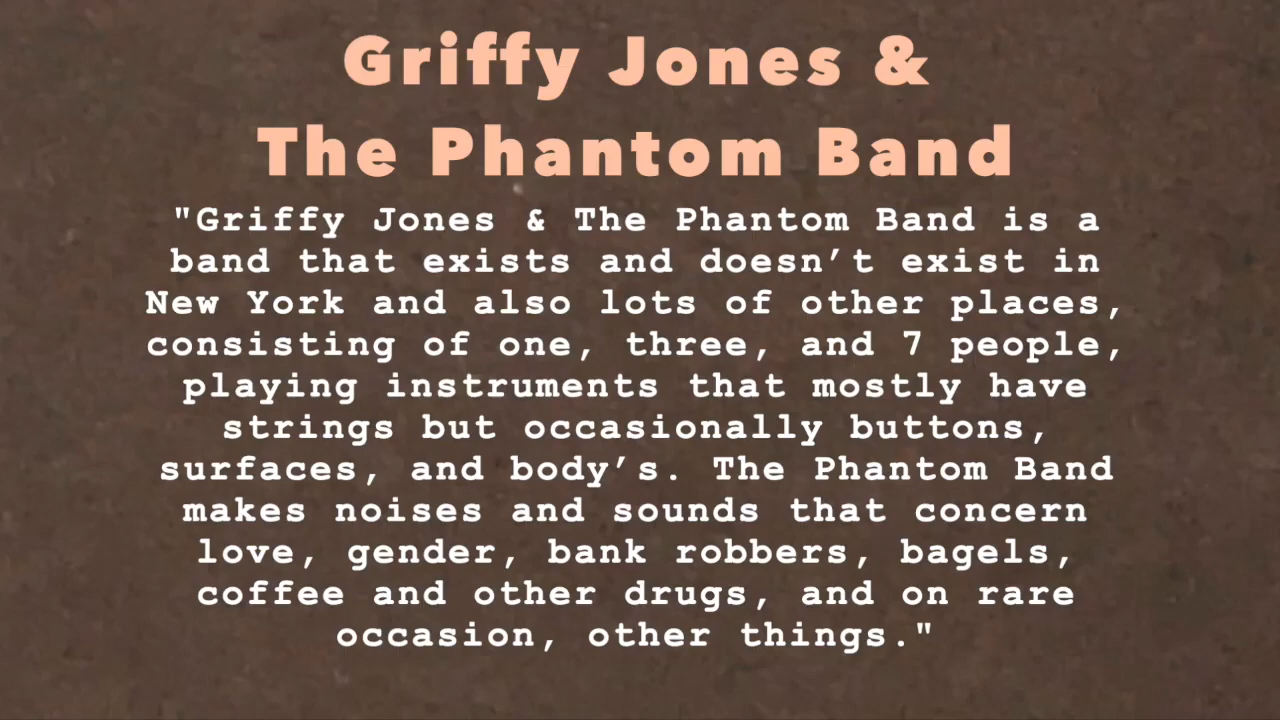 Griffy Jones &
The Phantom Band
"Griffy Jones & The Phantom Band is a
band that exists and doesn’t exist in
New York and also lots of other places,
consisting of one, three, and 7 people,
playing instruments that mostly have
strings but occasionally buttons,
surfaces, and body’s. The Phantom Band
makes noises and sounds that concern
love, gender, bank robbers, bagels,
coffee and other drugs, and on rare
occasion, other things."